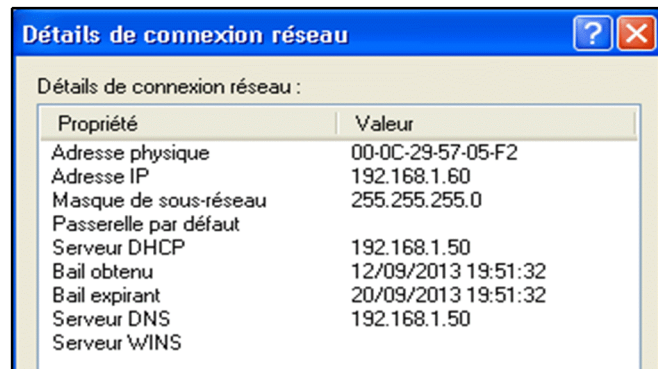 Détails de connexion réseau
Détails de connexion réseau :
Propriété Valeur
Adresse physique 00-0C-29-57-05-F2
Adresse IP 192.168.1.60
Masque de sous-réseau 255.255.255.0
Passerelle par défaut
Serveur DHCP 192.168.1.50
Bail obtenu 12/09/2013 19:51:32
Bail expirant 20/09/2013 19:51:32
Serveur DNS 192.168.1.50
Serveur WINS